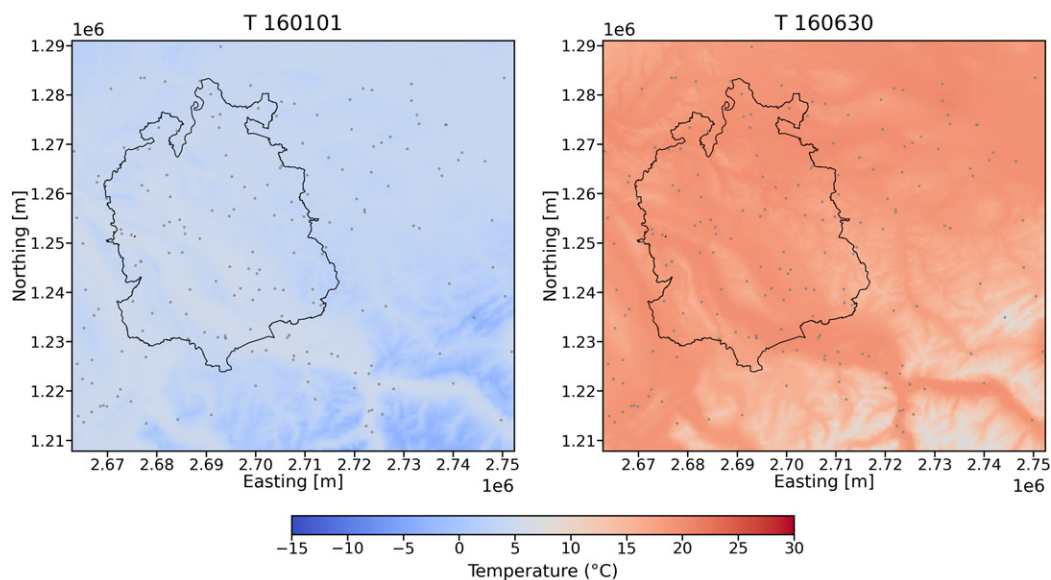 T 160101
T 160630
1e6
1e6
1.29
1.28
1.27
1.26
1.25
1.24
1.23
1.22
1.21
Northing [m]
2.67 2.68 2.69 2.70 2.71 2.72 2.73 2.74 2.75
Easting [m]
1e6
1.29
1.28
1.27
1.26
1.25
1.24
1.23
1.22
1.21
Northing [m]
2.67 2.68 2.69 2.70 2.71 2.72 2.73 2.74 2.75
Easting [m]
1e6
−15 −10 −5 0 5 10 15 20 25 30
Temperature (°C)